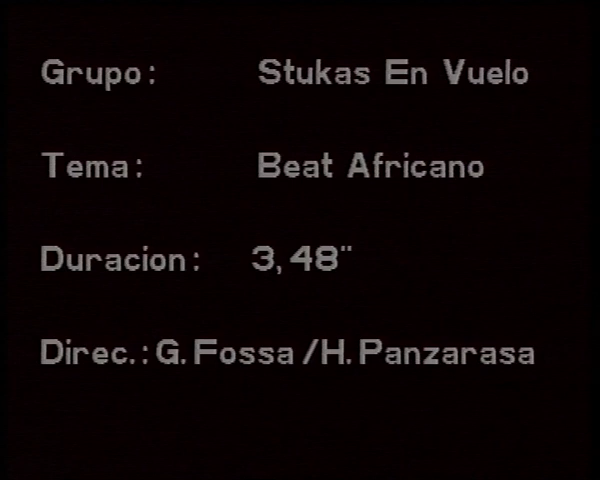 Grupo: Stukas En Vuelo
Tema: Beat Africano
Duracion: 3,48"
Direc.: G. Fossa / H. Panzarasa